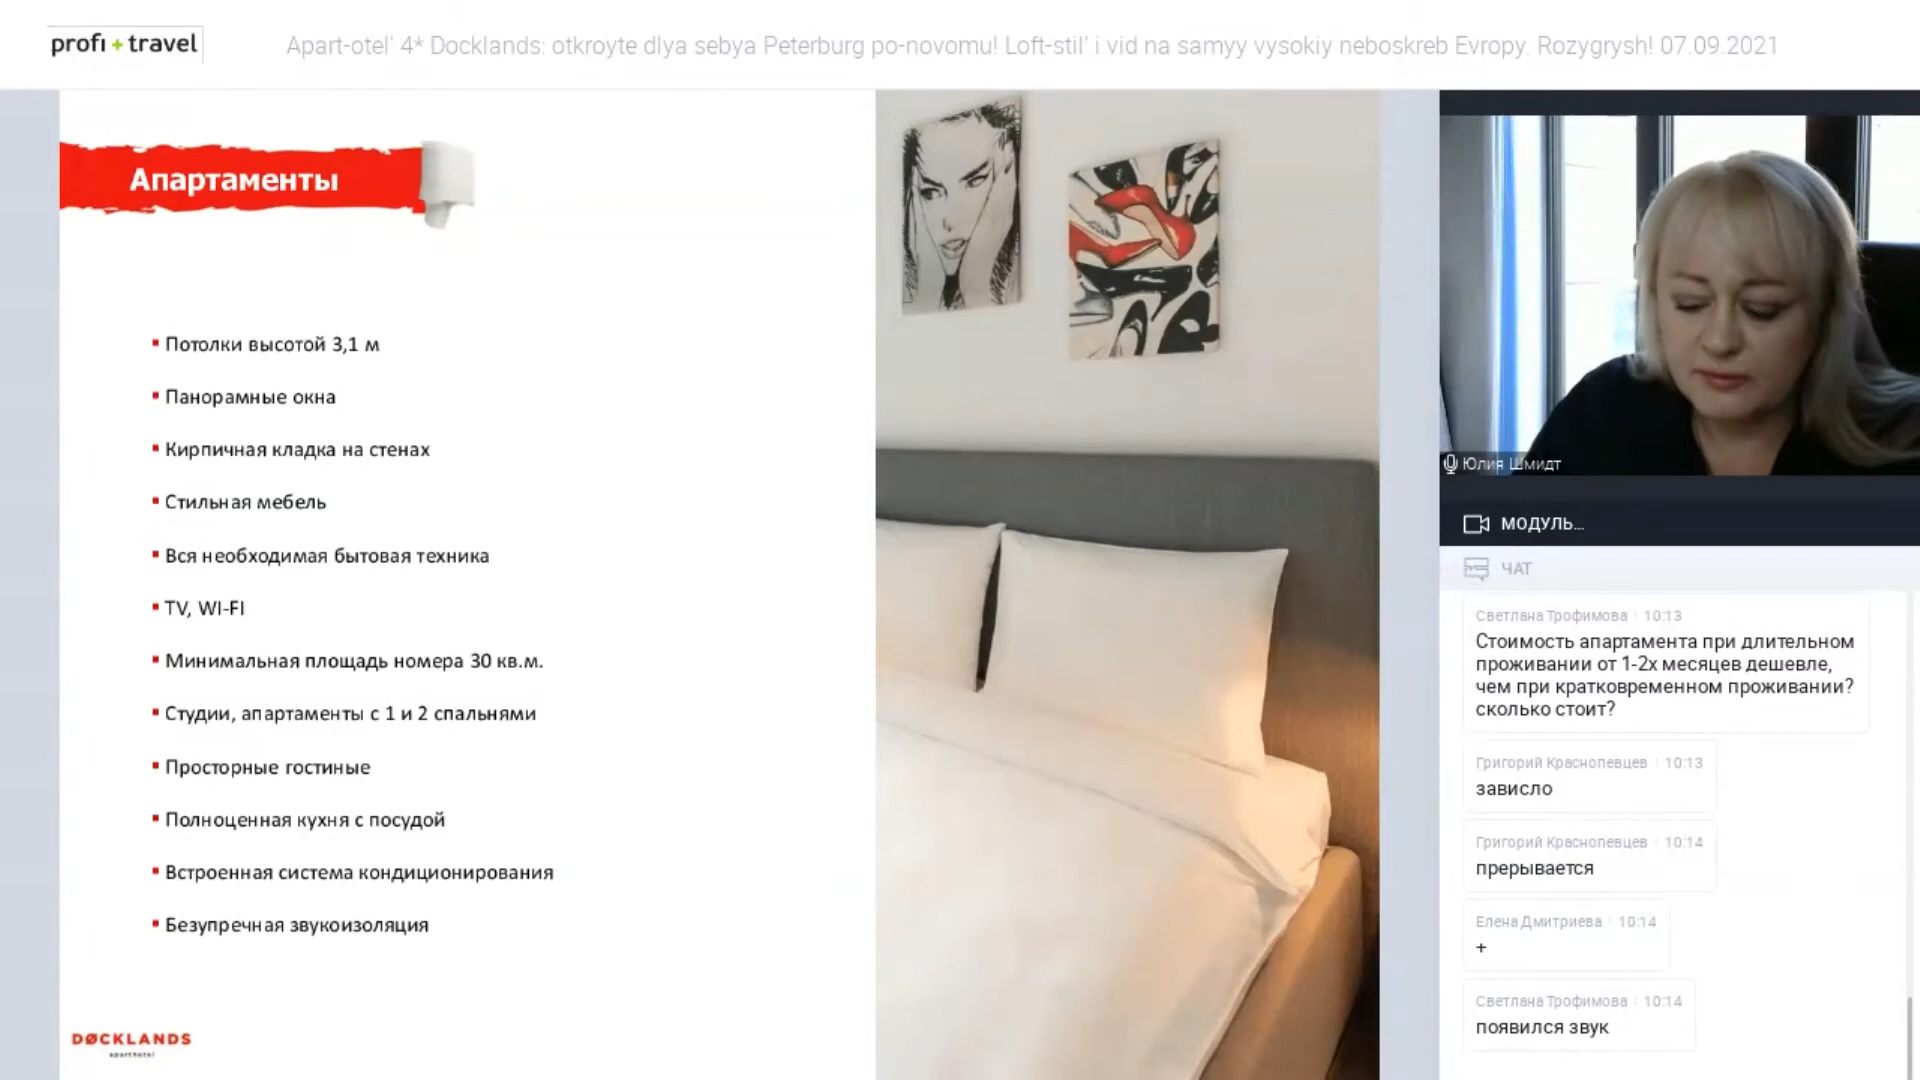 profi + travel
Apart-otel' 4* Docklands: otkroyte dlya sebya Peterburg po-novomu! Loft-stil' i vid na samyy vysokiy neboskreb Evropy. Rozygrysh! 07.09.2021
Апартаменты
Потолки высотой 3,1 м
Панорамные окна
Кирпичная кладка на стенах
Стильная мебель
Вся необходимая бытовая техника
TV, WI-FI
Минимальная площадь номера 30 кв.м.
Студии, апартаменты с 1 и 2 спальнями
Просторные гостиные
Полноценная кухня с посудой
Встроенная система кондиционирования
Безупречная звукоизоляция
DØCKLANDS
aparthotel
Юлия Шмидт
МОДУЛЬ...
ЧАТ
Светлана Трофимова 10:13
Стоимость апартамента при длительном
проживании от 1-2х месяцев дешевле,
чем при кратковременном проживании?
сколько стоит?
Григорий Краснопевцев 10:13
зависло
Григорий Краснопевцев 10:14
прерывается
Елена Дмитриева 10:14
+
Светлана Трофимова 10:14
появился звук